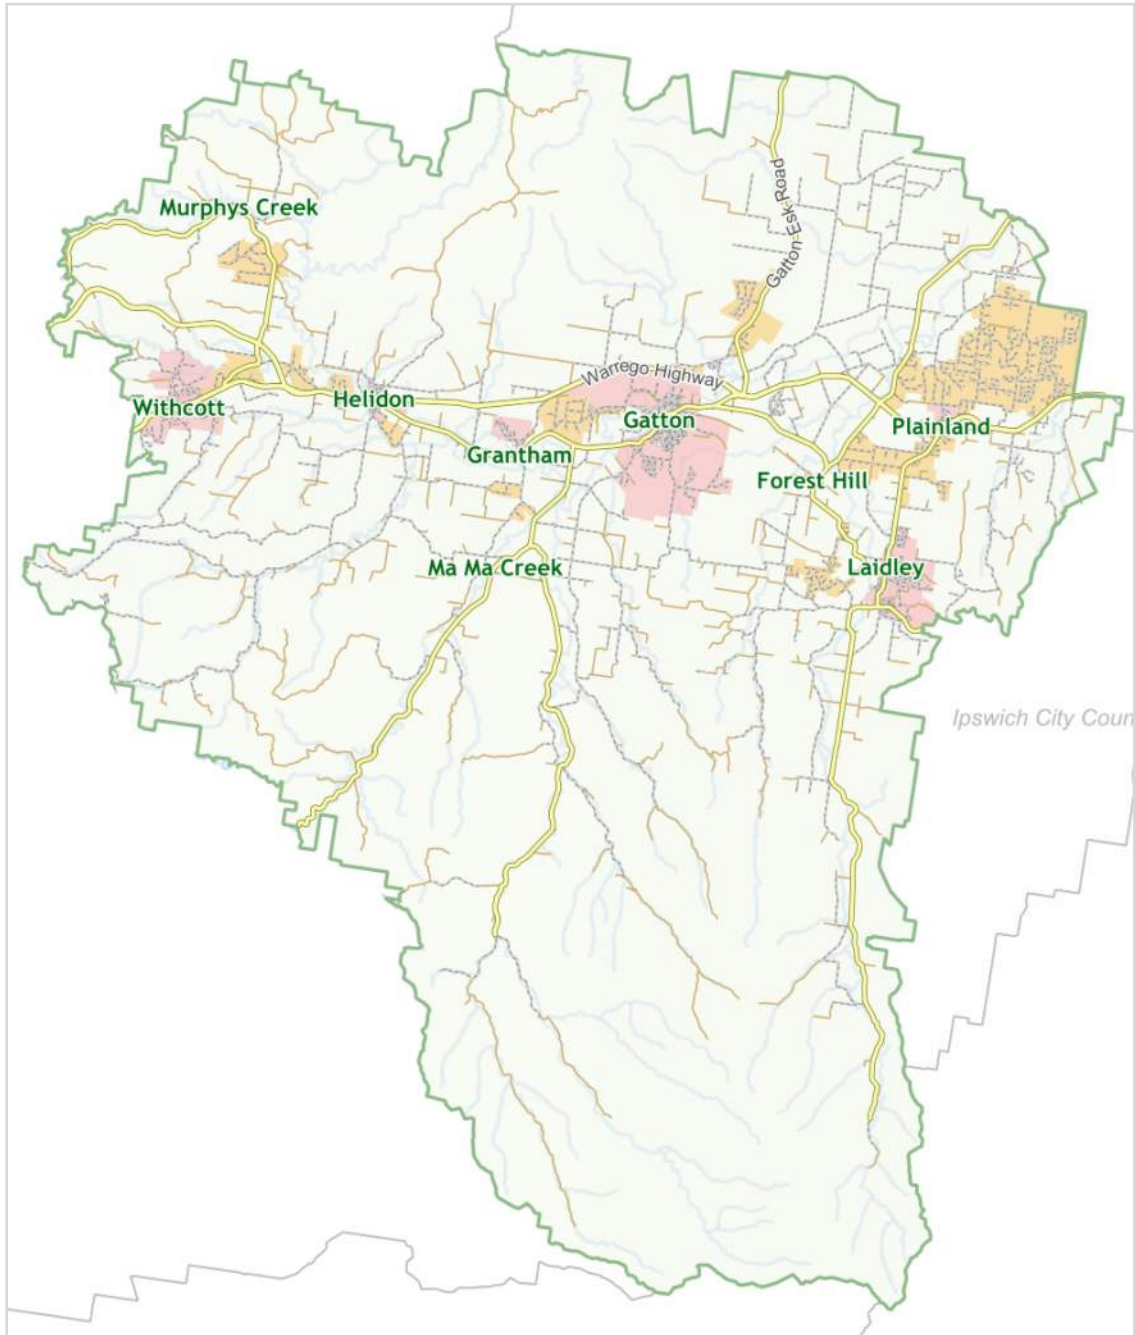 Murphys Creek
Gatton-Esk-Road
Warrego Highway
Withcott
Helidon
Gatton
Plainland
Grantham
Forest Hill
Ma Ma Creek
Laidley
Ipswich City Coun